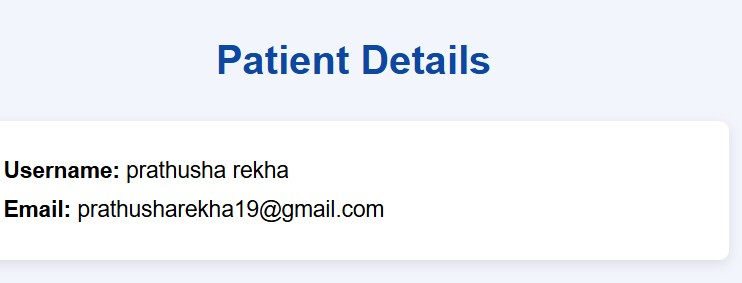 Patient Details
Username: prathusha rekha
Email: prathusharekha19@gmail.com